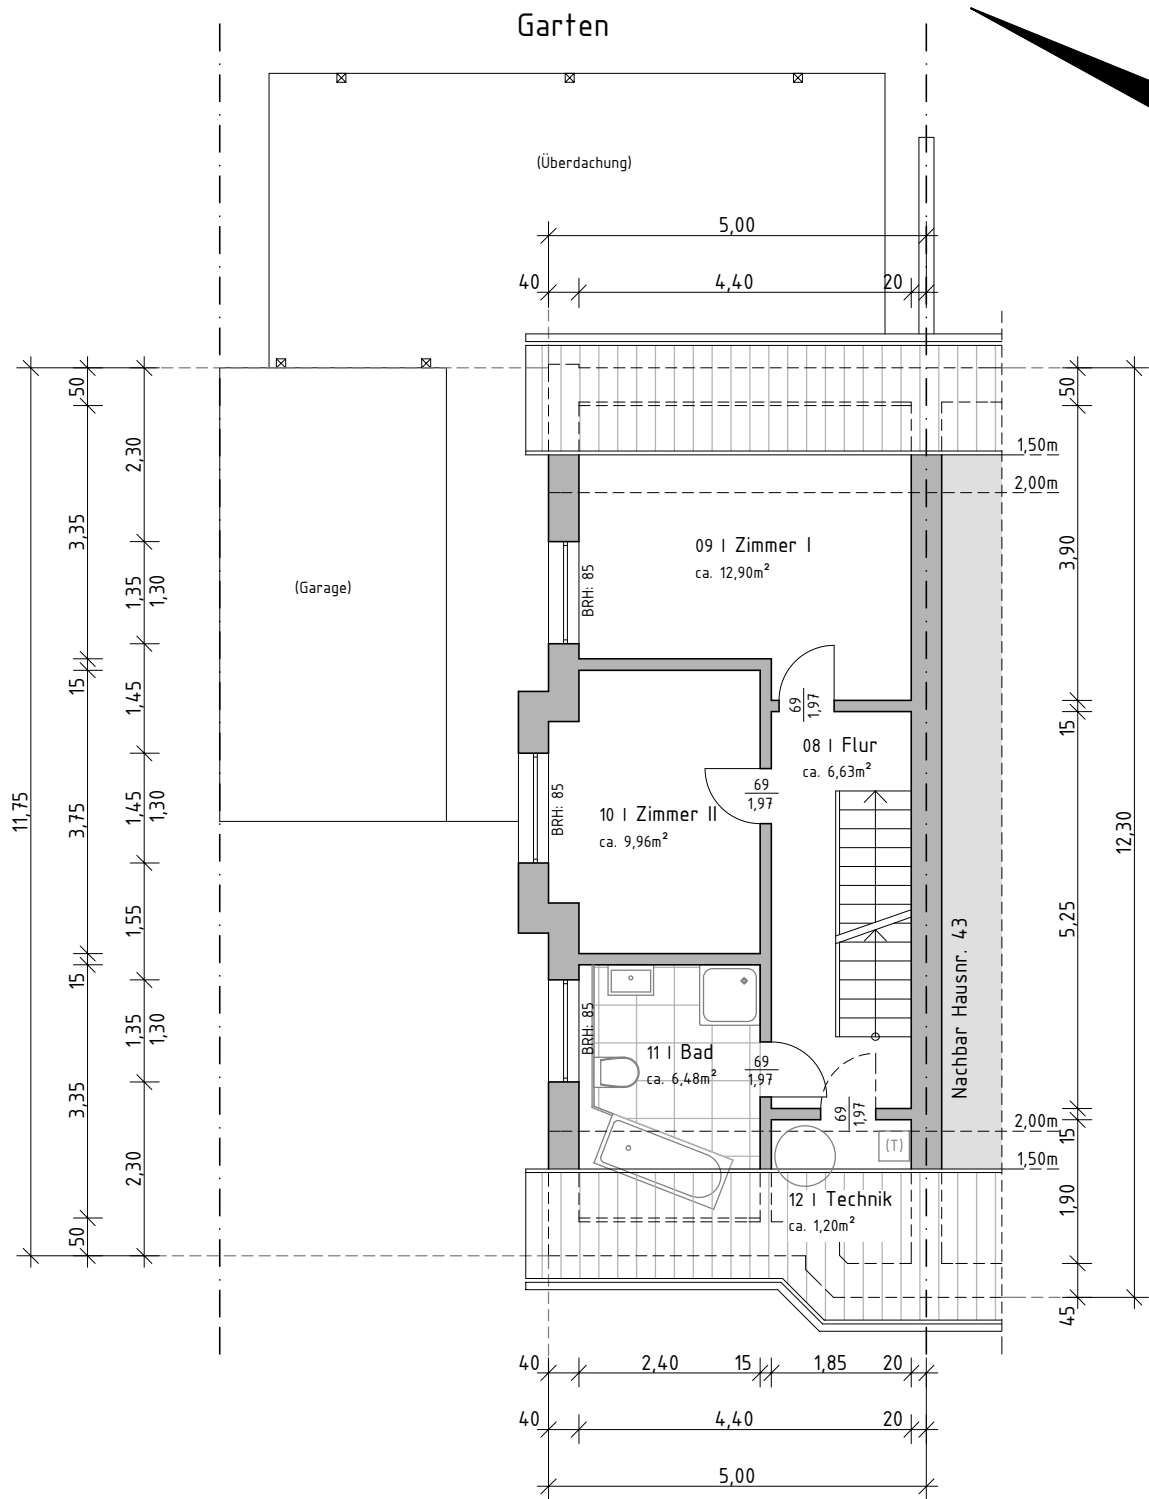 Garten
(Überdachung)
5,00
40
4,40
20
50
2,30
3,35
1,35
1,30
15
1,45
11,75
3,75
1,45
1,30
1,55
15
1,35
1,30
3,35
2,30
50
(Garage)
50
1,50m
2,00m
3,90
15
12,30
5,25
2,00m
15
1,50m
1,90
45
09 | Zimmer I
ca. 12,90m²
BRH: 85
69
1,97
08 | Flur
ca. 6,63m²
69
1,97
10 | Zimmer II
ca. 9,96m²
BRH: 85
Nachbar Hausnr. 43
BRH: 85
11 | Bad
ca. 6,48m²
69
1,97
69
1,97
(T)
12 | Technik
ca. 1,20m²
40
2,40
15
1,85
20
40
4,40
20
5,00